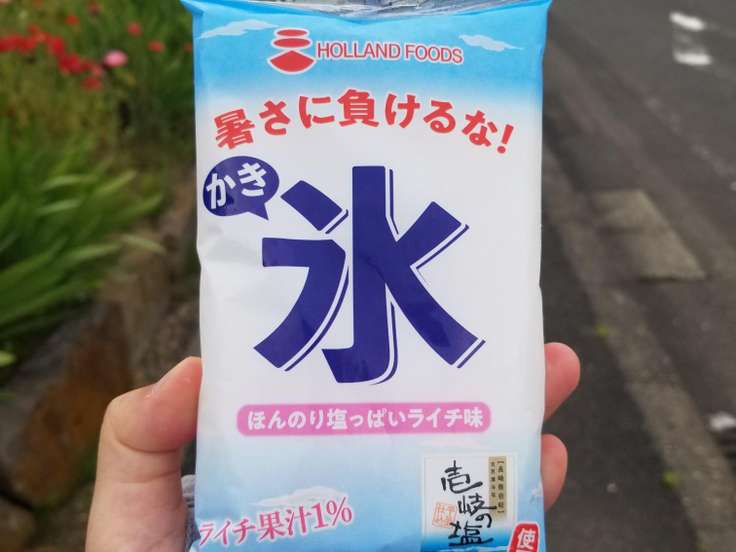 HOLLAND FOODS
暑さに負けるな!
かき
氷
ほんのり塩っぱいライチ味
ライチ果汁1%
壱岐の塩
使